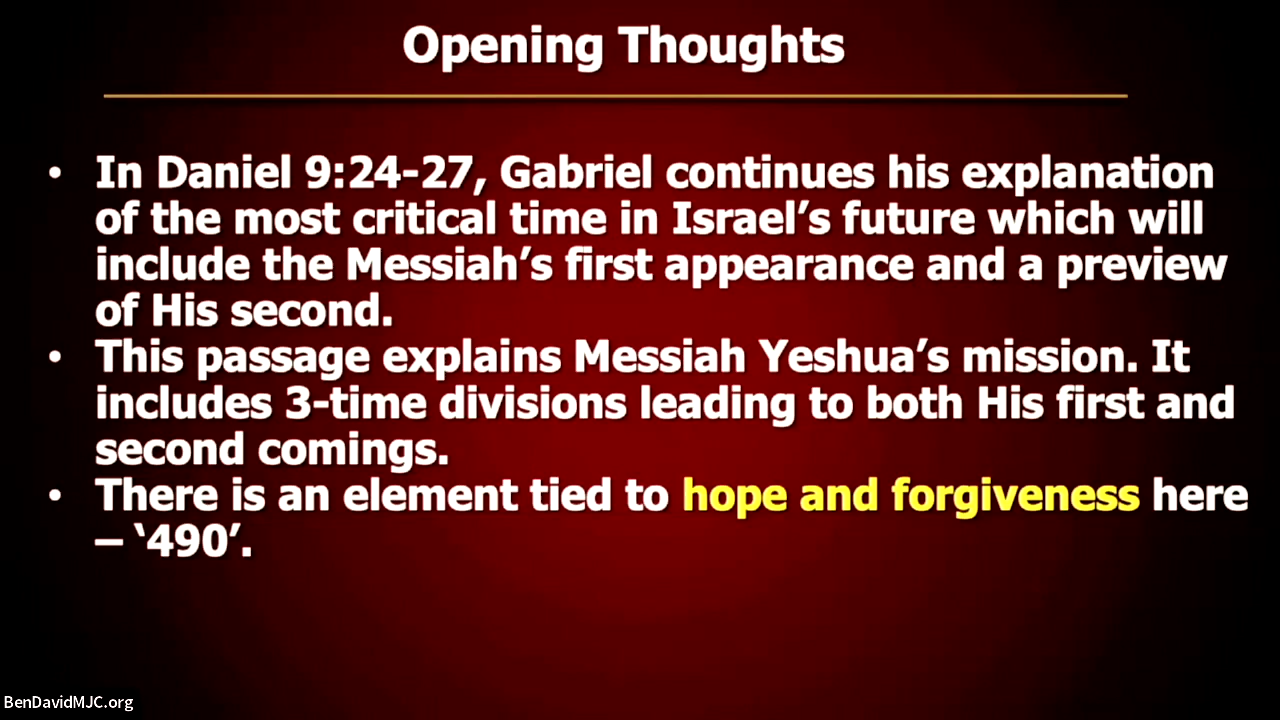 Opening Thoughts
• In Daniel 9:24-27, Gabriel continues his explanation
of the most critical time in Israel’s future which will
include the Messiah’s first appearance and a preview
of His second.
• This passage explains Messiah Yeshua’s mission. It
includes 3-time divisions leading to both His first and
second comings.
• There is an element tied to hope and forgiveness here
– ‘490’.
BenDavidMJC.org